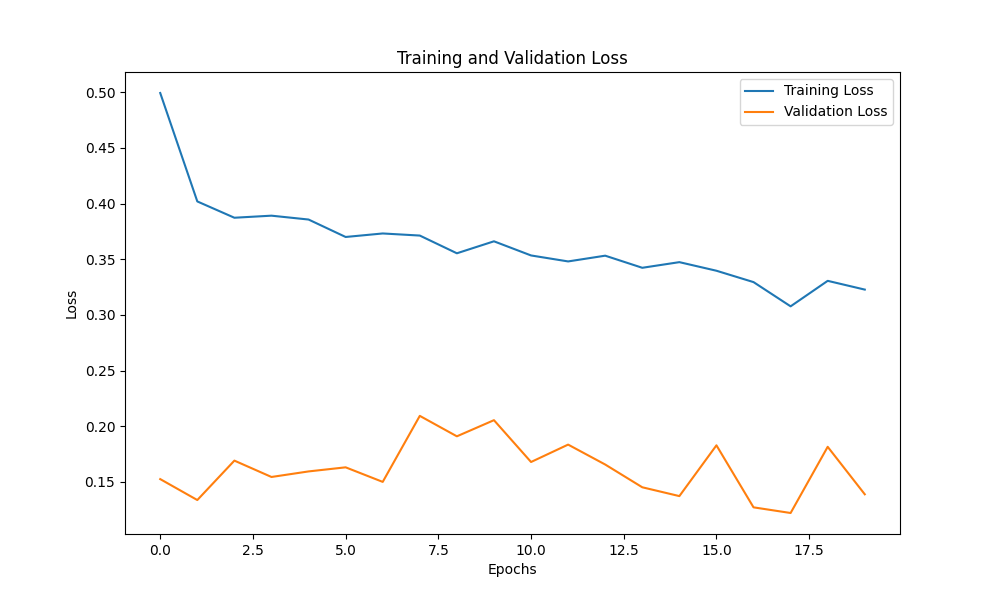 Training and Validation Loss
Training Loss
Validation Loss
0.50
0.45
0.40
0.35
0.30
0.25
0.20
0.15
Loss
0.0 2.5 5.0 7.5 10.0 12.5 15.0 17.5
Epochs